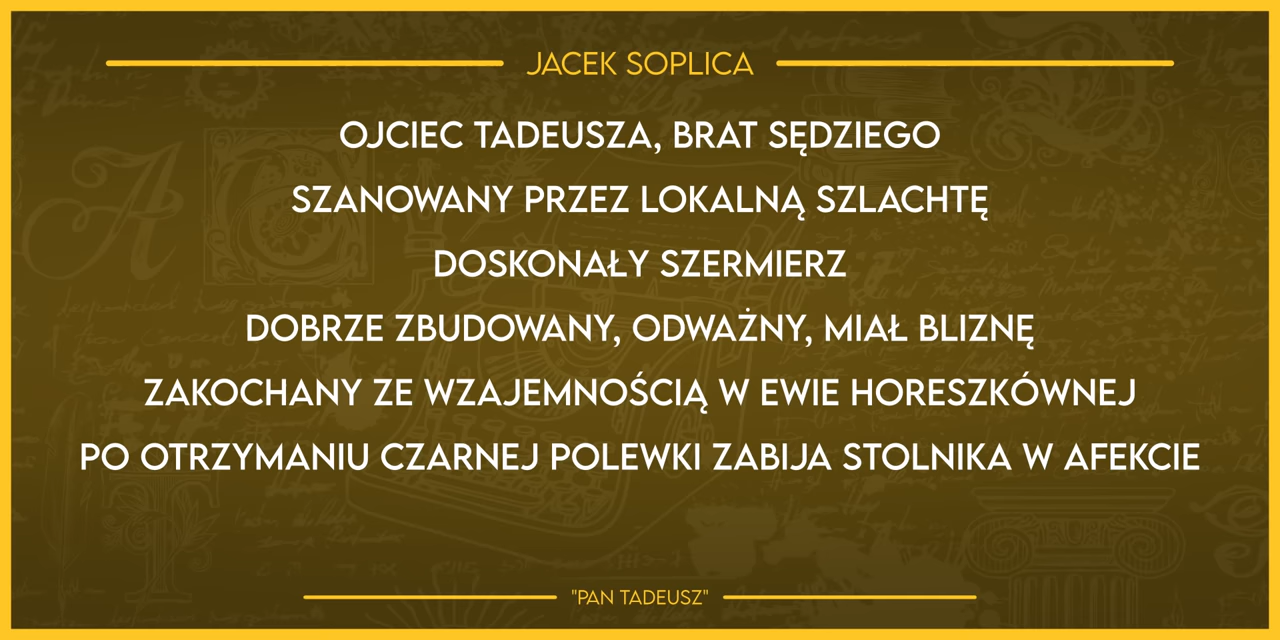 JACEK SOPLICA
OJCIEC TADEUSZA, BRAT SĘDZIEGO
SZANOWANY PRZEZ LOKALNĄ SZLACHTĘ
DOSKONAŁY SZERMIERZ
DOBRZE ZBUDOWANY, ODWAŻNY, MIAŁ BLIZNĘ
ZAKOCHANY ZE WZAJEMNOŚCIĄ W EWIE HORESZKÓWNEJ
PO OTRZYMANIU CZARNEJ POLEWKI ZABIJA STOLNIKA W AFEKCIE
"PAN TADEUSZ"